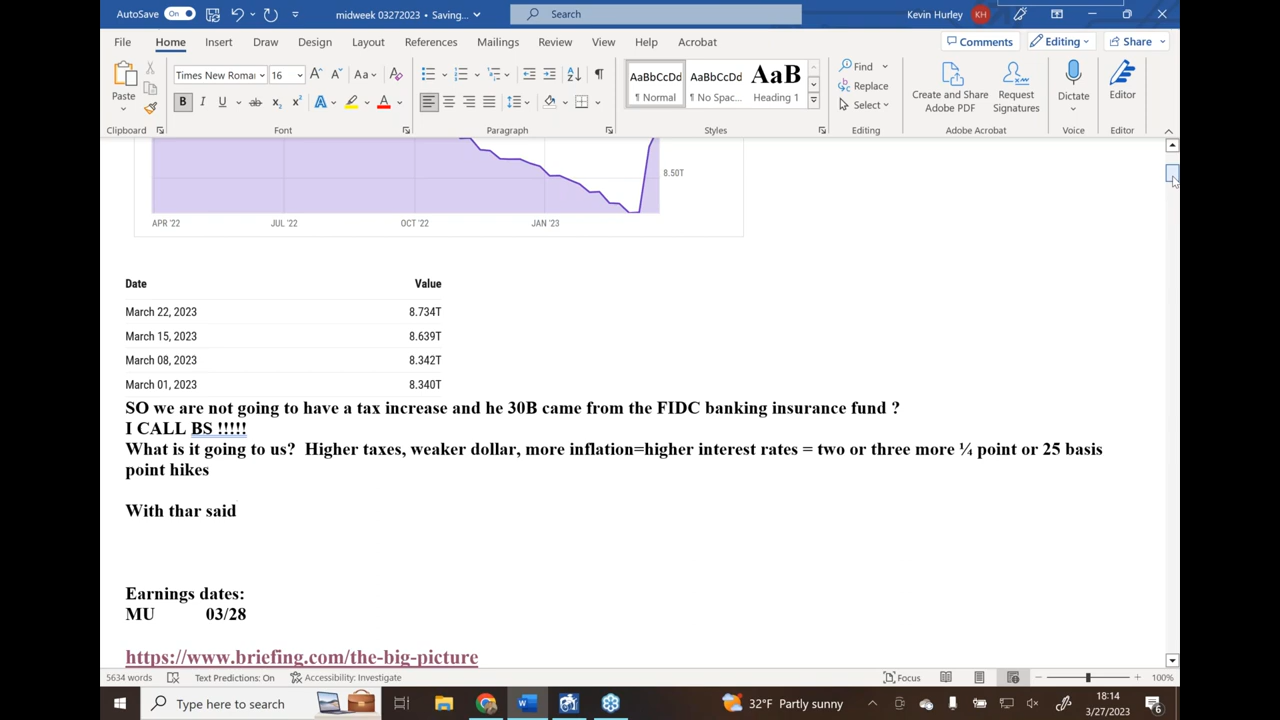 AutoSave On midweek 03272023 • Saving... Search Kevin Hurley KH
File Home Insert Draw Design Layout References Mailings Review View Help Acrobat Comments Editing Share
Paste Times New Roma 16 Aa AaBbCcDd AaBbCcDd AaB Find Replace Select
B I U ab x₂ x² A A ¶ Normal ¶ No Spac... Heading 1 Create and Share Adobe PDF Request Signatures Dictate Editor
Clipboard Font Paragraph Styles Editing Adobe Acrobat Voice Editor
8.50T
APR '22 JUL '22 OCT '22 JAN '23
Date Value
March 22, 2023 8.734T
March 15, 2023 8.639T
March 08, 2023 8.342T
March 01, 2023 8.340T
SO we are not going to have a tax increase and he 30B came from the FIDC banking insurance fund ?
I CALL BS !!!!!
What is it going to us? Higher taxes, weaker dollar, more inflation=higher interest rates = two or three more ¼ point or 25 basis
point hikes
With thar said
Earnings dates:
MU 03/28
https://www.briefing.com/the-big-picture
5634 words Text Predictions: On Accessibility: Investigate Focus 100%
Type here to search 32°F Partly sunny 18:14
3/27/2023 6